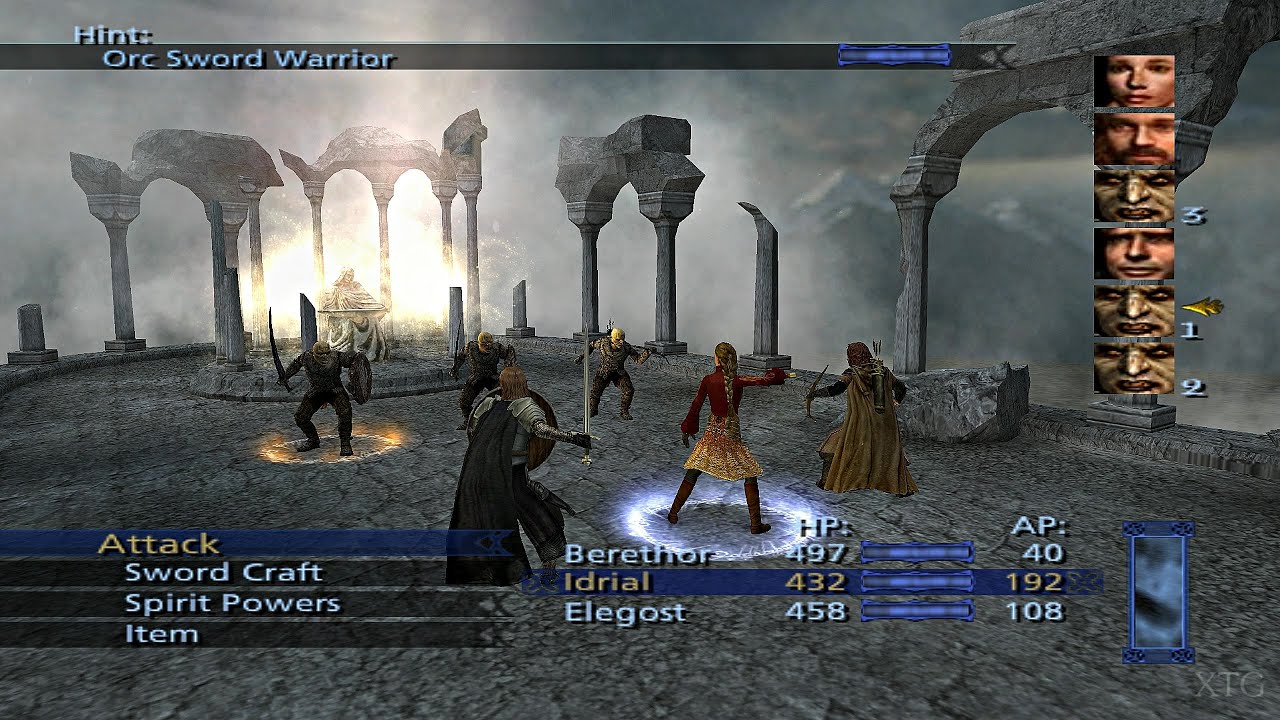 Hint:
Orc Sword Warrior
3
1
2
Attack
Sword Craft
Spirit Powers
Item
HP: AP:
Berethor 497 40
Idrial 432 192
Elegost 458 108
XTG